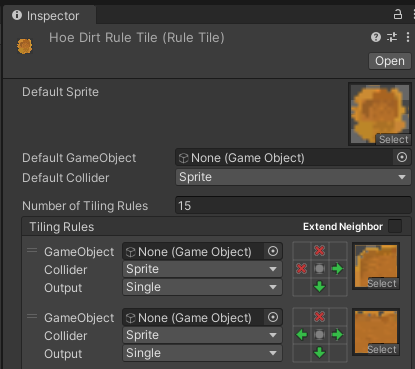 Inspector
Hoe Dirt Rule Tile (Rule Tile)
Open
Default Sprite
Select
Default GameObject None (Game Object)
Default Collider Sprite
Number of Tiling Rules 15
Tiling Rules Extend Neighbor
GameObject None (Game Object)
Collider Sprite
Output Single
Select
GameObject None (Game Object)
Collider Sprite
Output Single
Select